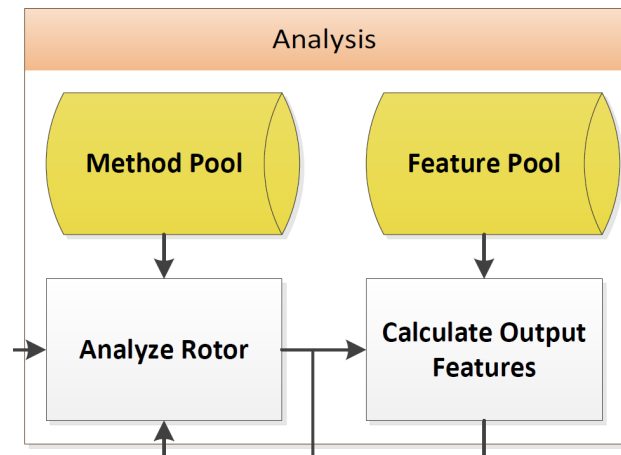 Analysis
Method Pool
Feature Pool
Analyze Rotor
Calculate Output
Features